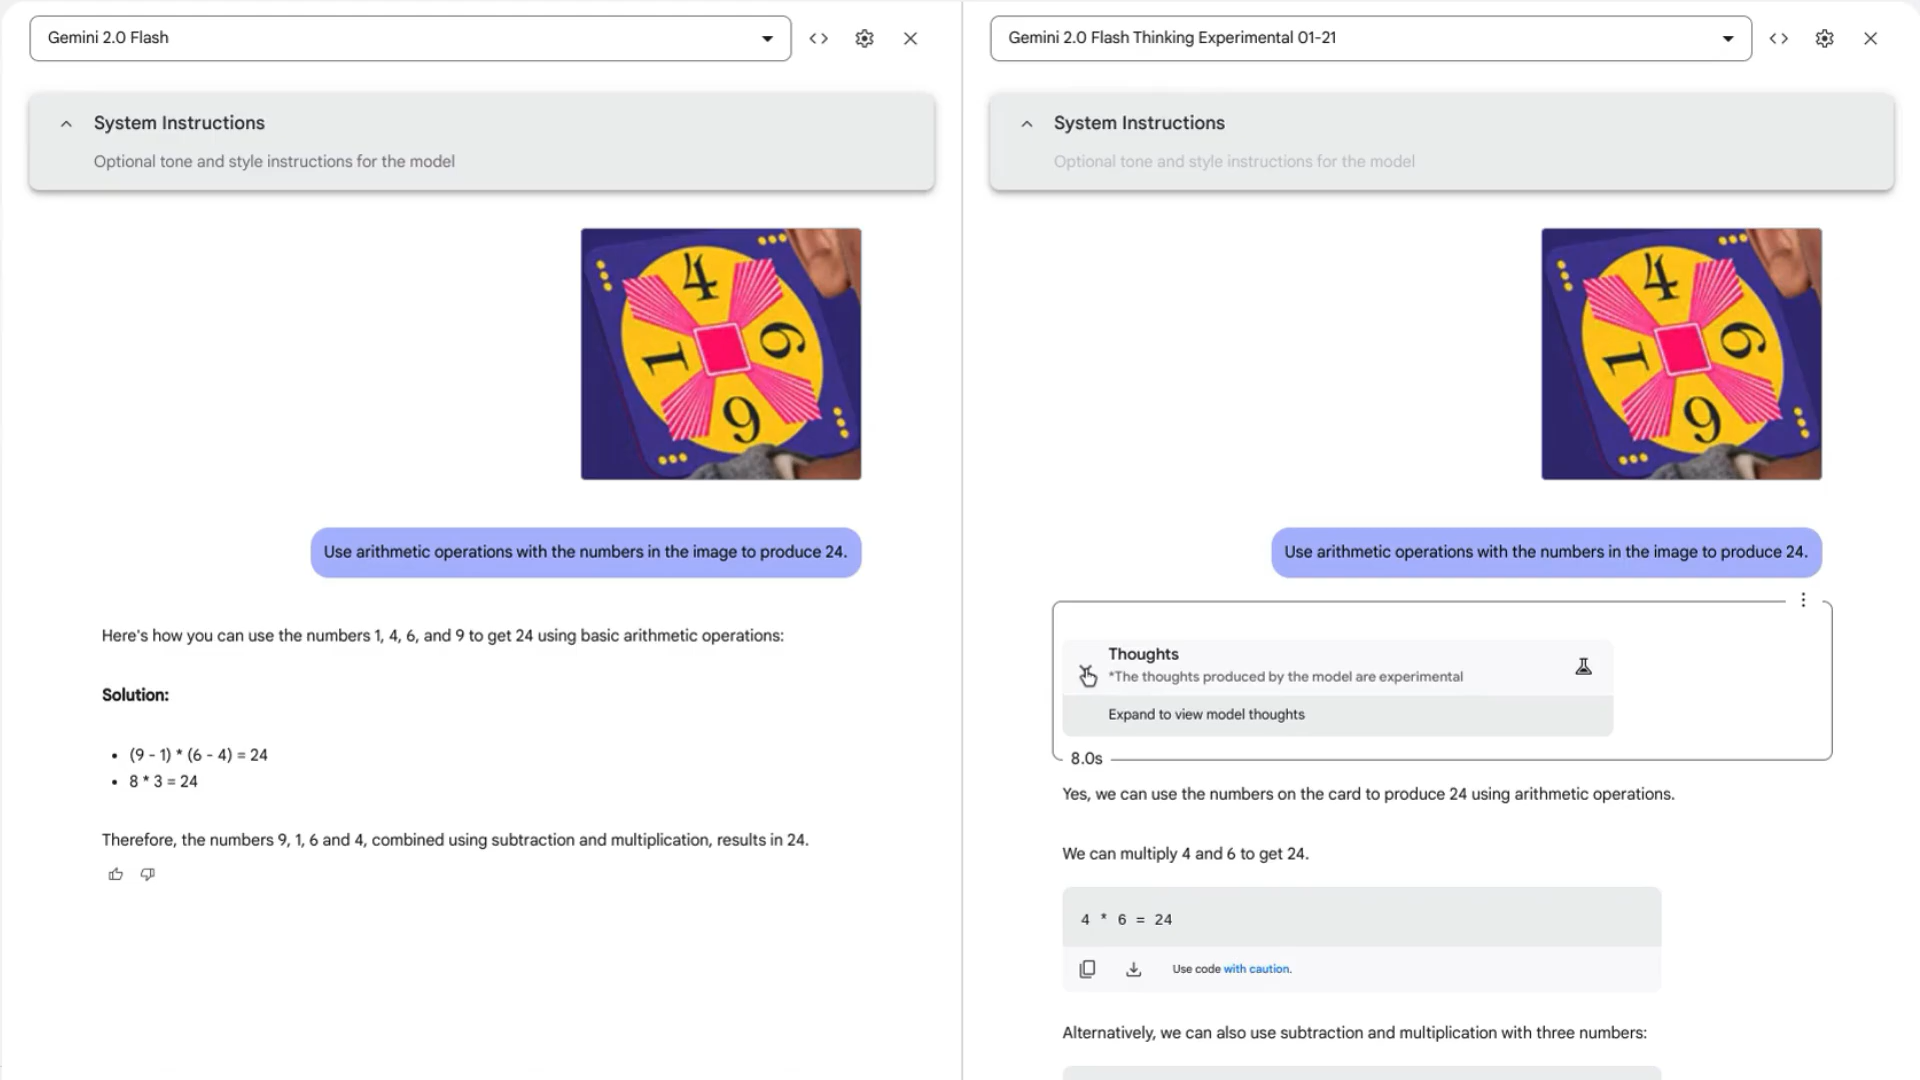 Gemini 2.0 Flash
System Instructions
Optional tone and style instructions for the model
4
6
1
9
Use arithmetic operations with the numbers in the image to produce 24.
Here's how you can use the numbers 1, 4, 6, and 9 to get 24 using basic arithmetic operations:
Solution:
• (9 - 1) * (6 - 4) = 24
• 8 * 3 = 24
Therefore, the numbers 9, 1, 6 and 4, combined using subtraction and multiplication, results in 24.
Gemini 2.0 Flash Thinking Experimental 01-21
System Instructions
Optional tone and style instructions for the model
4
6
1
9
Use arithmetic operations with the numbers in the image to produce 24.
Thoughts
*The thoughts produced by the model are experimental
Expand to view model thoughts
8.0s
Yes, we can use the numbers on the card to produce 24 using arithmetic operations.
We can multiply 4 and 6 to get 24.
4 * 6 = 24
Use code with caution.
Alternatively, we can also use subtraction and multiplication with three numbers: